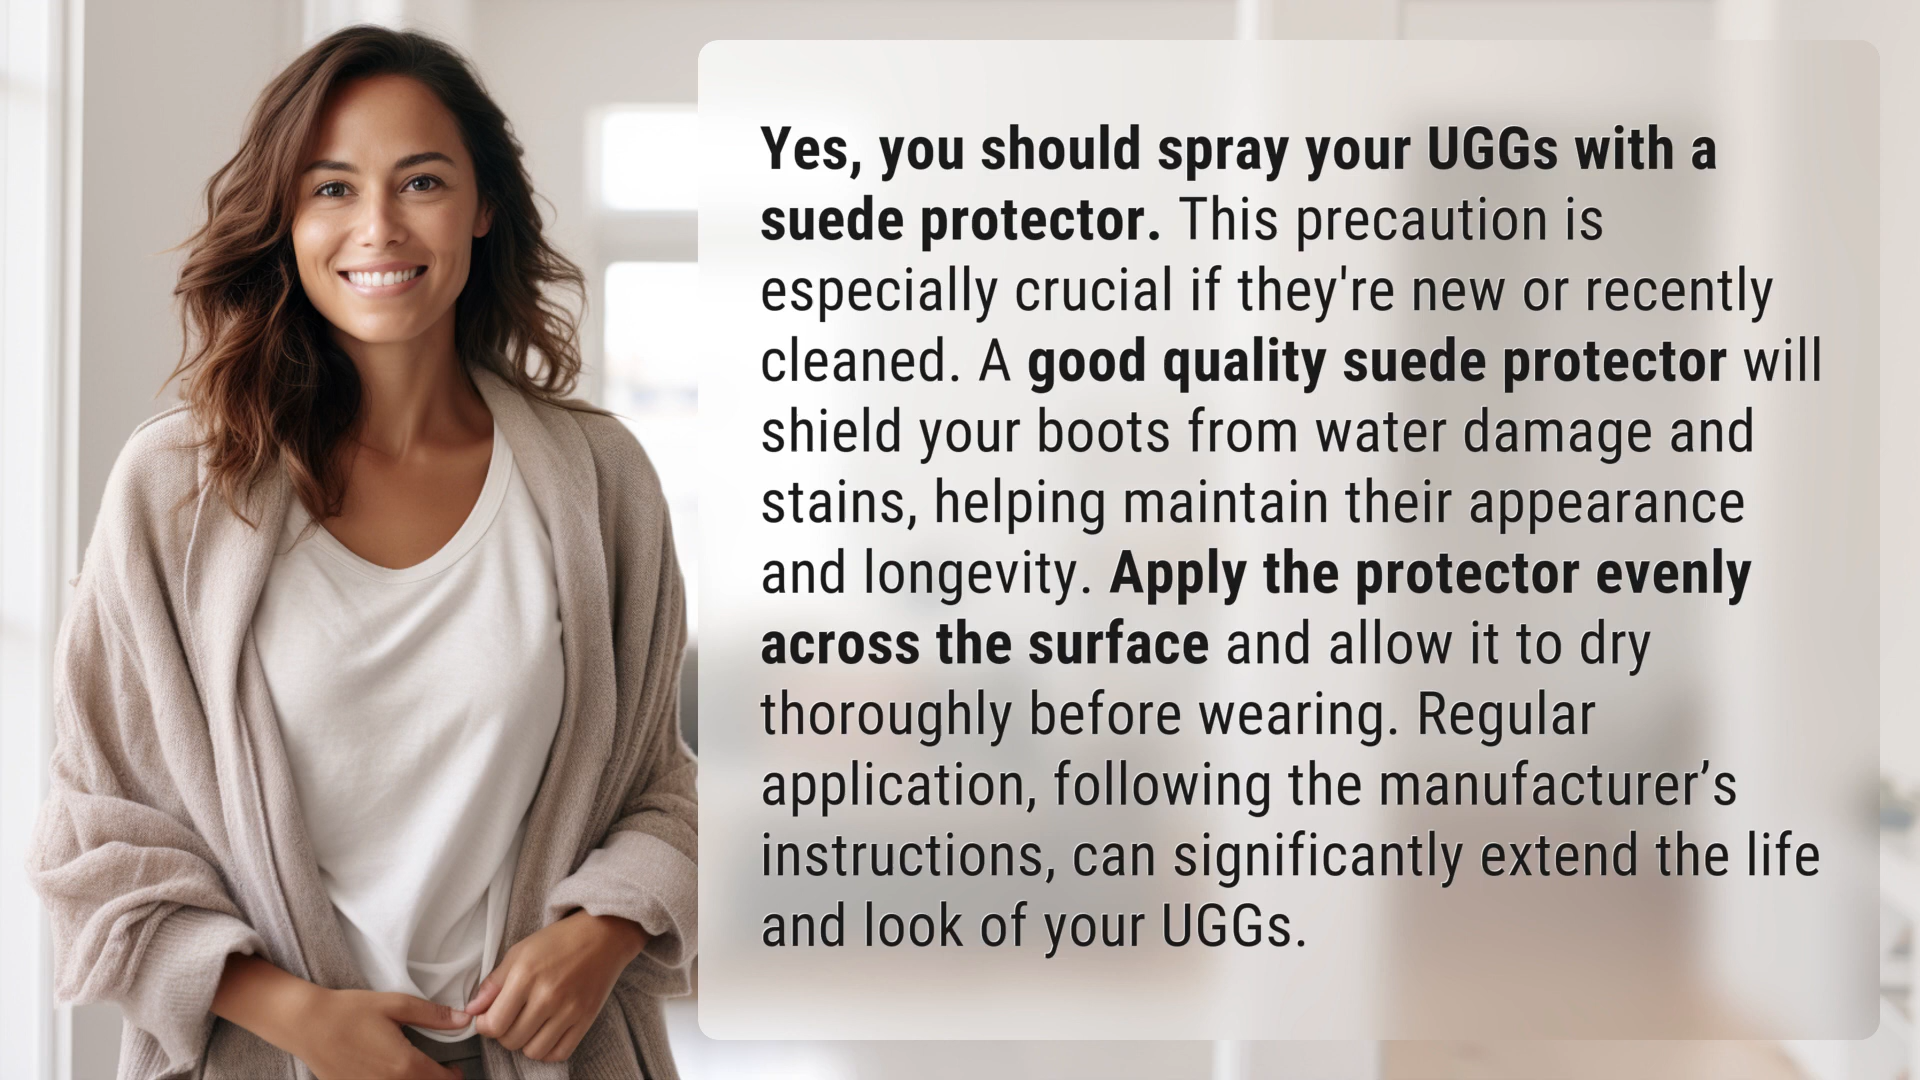 Yes, you should spray your UGGs with a
suede protector. This precaution is
especially crucial if they're new or recently
cleaned. A good quality suede protector will
shield your boots from water damage and
stains, helping maintain their appearance
and longevity. Apply the protector evenly
across the surface and allow it to dry
thoroughly before wearing. Regular
application, following the manufacturer’s
instructions, can significantly extend the life
and look of your UGGs.